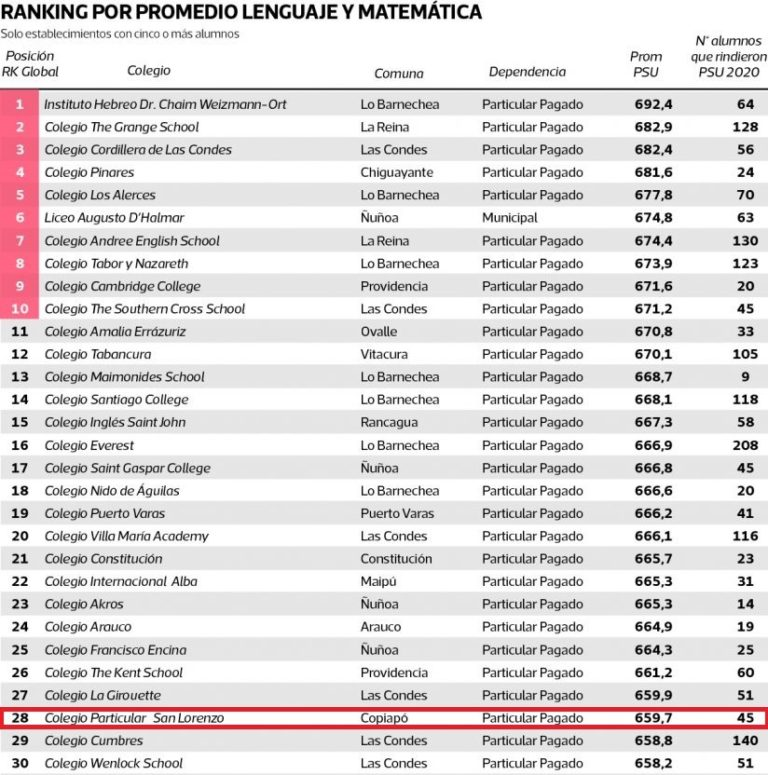 RANKING POR PROMEDIO LENGUAJE Y MATEMÁTICA
Solo establecimientos con cinco o más alumnos
Posición RK Global Colegio Comuna Dependencia Prom PSU N° alumnos que rindieron PSU 2020
1 Instituto Hebreo Dr. Chaim Weizmann-Ort Lo Barnechea Particular Pagado 692,4 64
2 Colegio The Grange School La Reina Particular Pagado 682,9 128
3 Colegio Cordillera de Las Condes Las Condes Particular Pagado 682,4 56
4 Colegio Pinares Chiguayante Particular Pagado 681,6 24
5 Colegio Los Alerces Lo Barnechea Particular Pagado 677,8 70
6 Liceo Augusto D'Halmar Ñuñoa Municipal 674,8 63
7 Colegio Andree English School La Reina Particular Pagado 674,4 130
8 Colegio Tabor y Nazareth Lo Barnechea Particular Pagado 673,9 123
9 Colegio Cambridge College Providencia Particular Pagado 671,6 20
10 Colegio The Southern Cross School Las Condes Particular Pagado 671,2 45
11 Colegio Amalia Errázuriz Ovalle Particular Pagado 670,8 33
12 Colegio Tabancura Vitacura Particular Pagado 670,1 105
13 Colegio Maimonides School Lo Barnechea Particular Pagado 668,7 9
14 Colegio Santiago College Lo Barnechea Particular Pagado 668,1 118
15 Colegio Inglés Saint John Rancagua Particular Pagado 667,3 58
16 Colegio Everest Lo Barnechea Particular Pagado 666,9 208
17 Colegio Saint Gaspar College Ñuñoa Particular Pagado 666,8 45
18 Colegio Nido de Águilas Lo Barnechea Particular Pagado 666,6 20
19 Colegio Puerto Varas Puerto Varas Particular Pagado 666,2 41
20 Colegio Villa María Academy Las Condes Particular Pagado 666,1 116
21 Colegio Constitución Constitución Particular Pagado 665,7 23
22 Colegio Internacional Alba Maipú Particular Pagado 665,3 31
23 Colegio Akros Ñuñoa Particular Pagado 665,3 14
24 Colegio Arauco Arauco Particular Pagado 664,9 19
25 Colegio Francisco Encina Ñuñoa Particular Pagado 664,3 25
26 Colegio The Kent School Providencia Particular Pagado 661,2 60
27 Colegio La Girouette Las Condes Particular Pagado 659,9 51
28 Colegio Particular San Lorenzo Copiapó Particular Pagado 659,7 45
29 Colegio Cumbres Las Condes Particular Pagado 658,8 140
30 Colegio Wenlock School Las Condes Particular Pagado 658,2 51